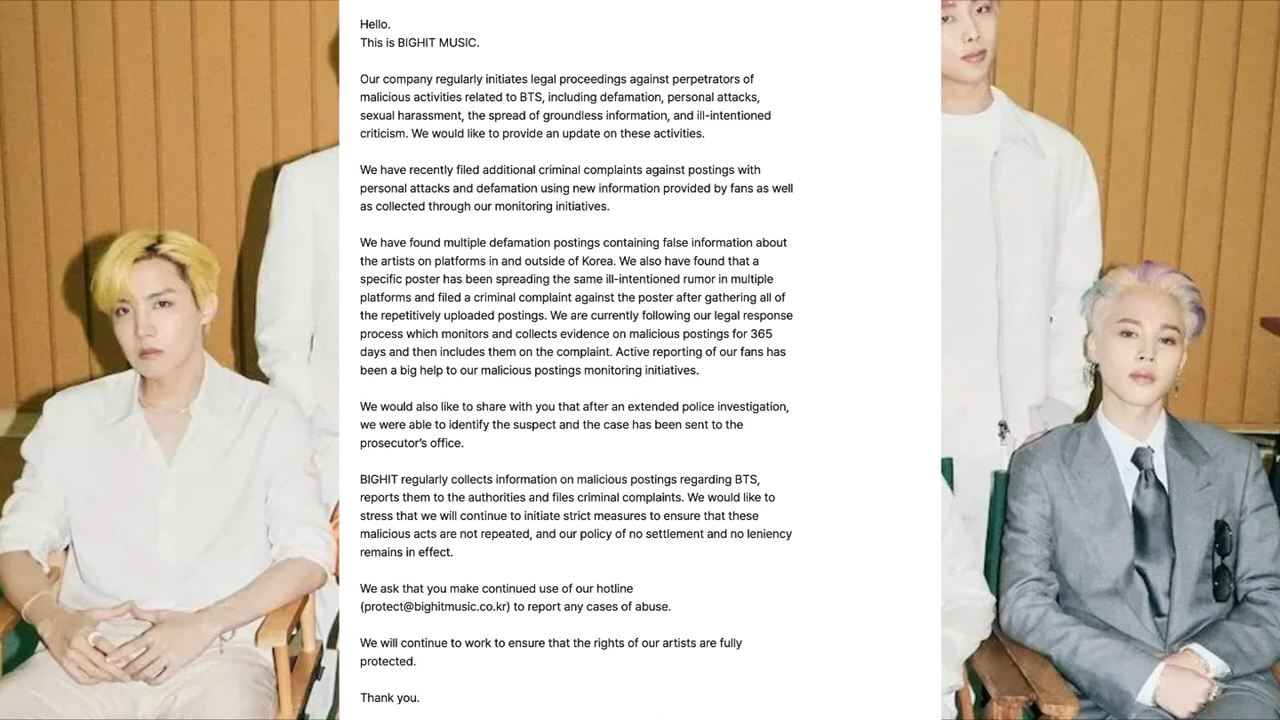 Hello.
This is BIGHIT MUSIC.
Our company regularly initiates legal proceedings against perpetrators of
malicious activities related to BTS, including defamation, personal attacks,
sexual harassment, the spread of groundless information, and ill-intentioned
criticism. We would like to provide an update on these activities.
We have recently filed additional criminal complaints against postings with
personal attacks and defamation using new information provided by fans as well
as collected through our monitoring initiatives.
We have found multiple defamation postings containing false information about
the artists on platforms in and outside of Korea. We also have found that a
specific poster has been spreading the same ill-intentioned rumor in multiple
platforms and filed a criminal complaint against the poster after gathering all of
the repetitively uploaded postings. We are currently following our legal response
process which monitors and collects evidence on malicious postings for 365
days and then includes them on the complaint. Active reporting of our fans has
been a big help to our malicious postings monitoring initiatives.
We would also like to share with you that after an extended police investigation,
we were able to identify the suspect and the case has been sent to the
prosecutor's office.
BIGHIT regularly collects information on malicious postings regarding BTS,
reports them to the authorities and files criminal complaints. We would like to
stress that we will continue to initiate strict measures to ensure that these
malicious acts are not repeated, and our policy of no settlement and no leniency
remains in effect.
We ask that you make continued use of our hotline
(protect@bighitmusic.co.kr) to report any cases of abuse.
We will continue to work to ensure that the rights of our artists are fully
protected.
Thank you.